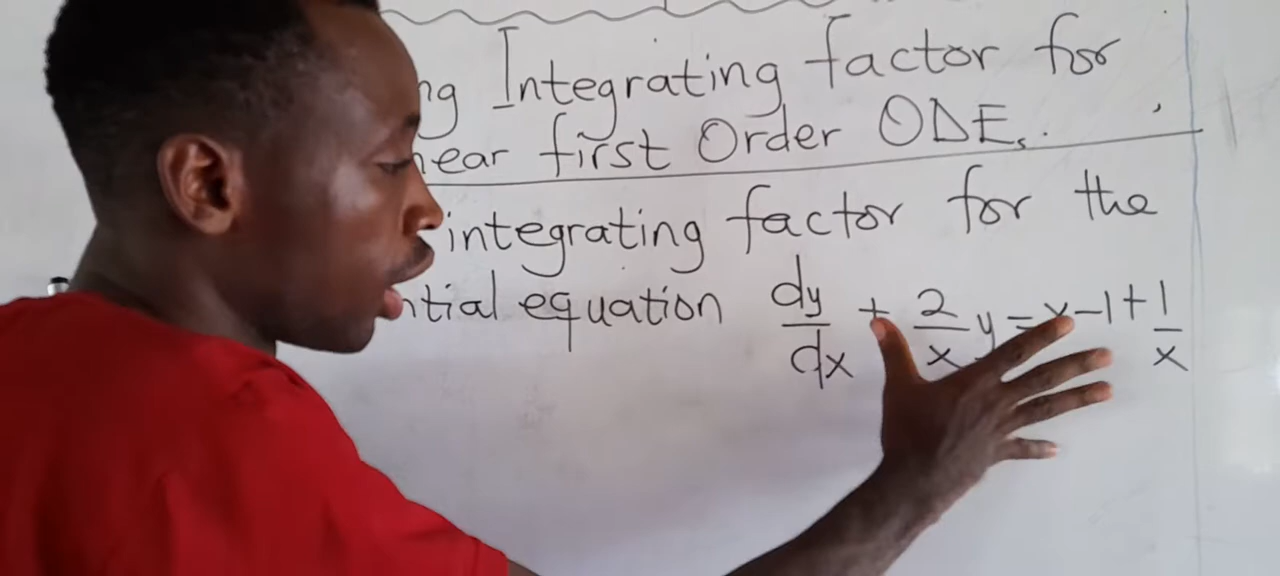 ng Integrating factor for
near first Order ODE.
integrating factor for the
ntial equation dy/dx + 2/x y = x - 1 + 1/x